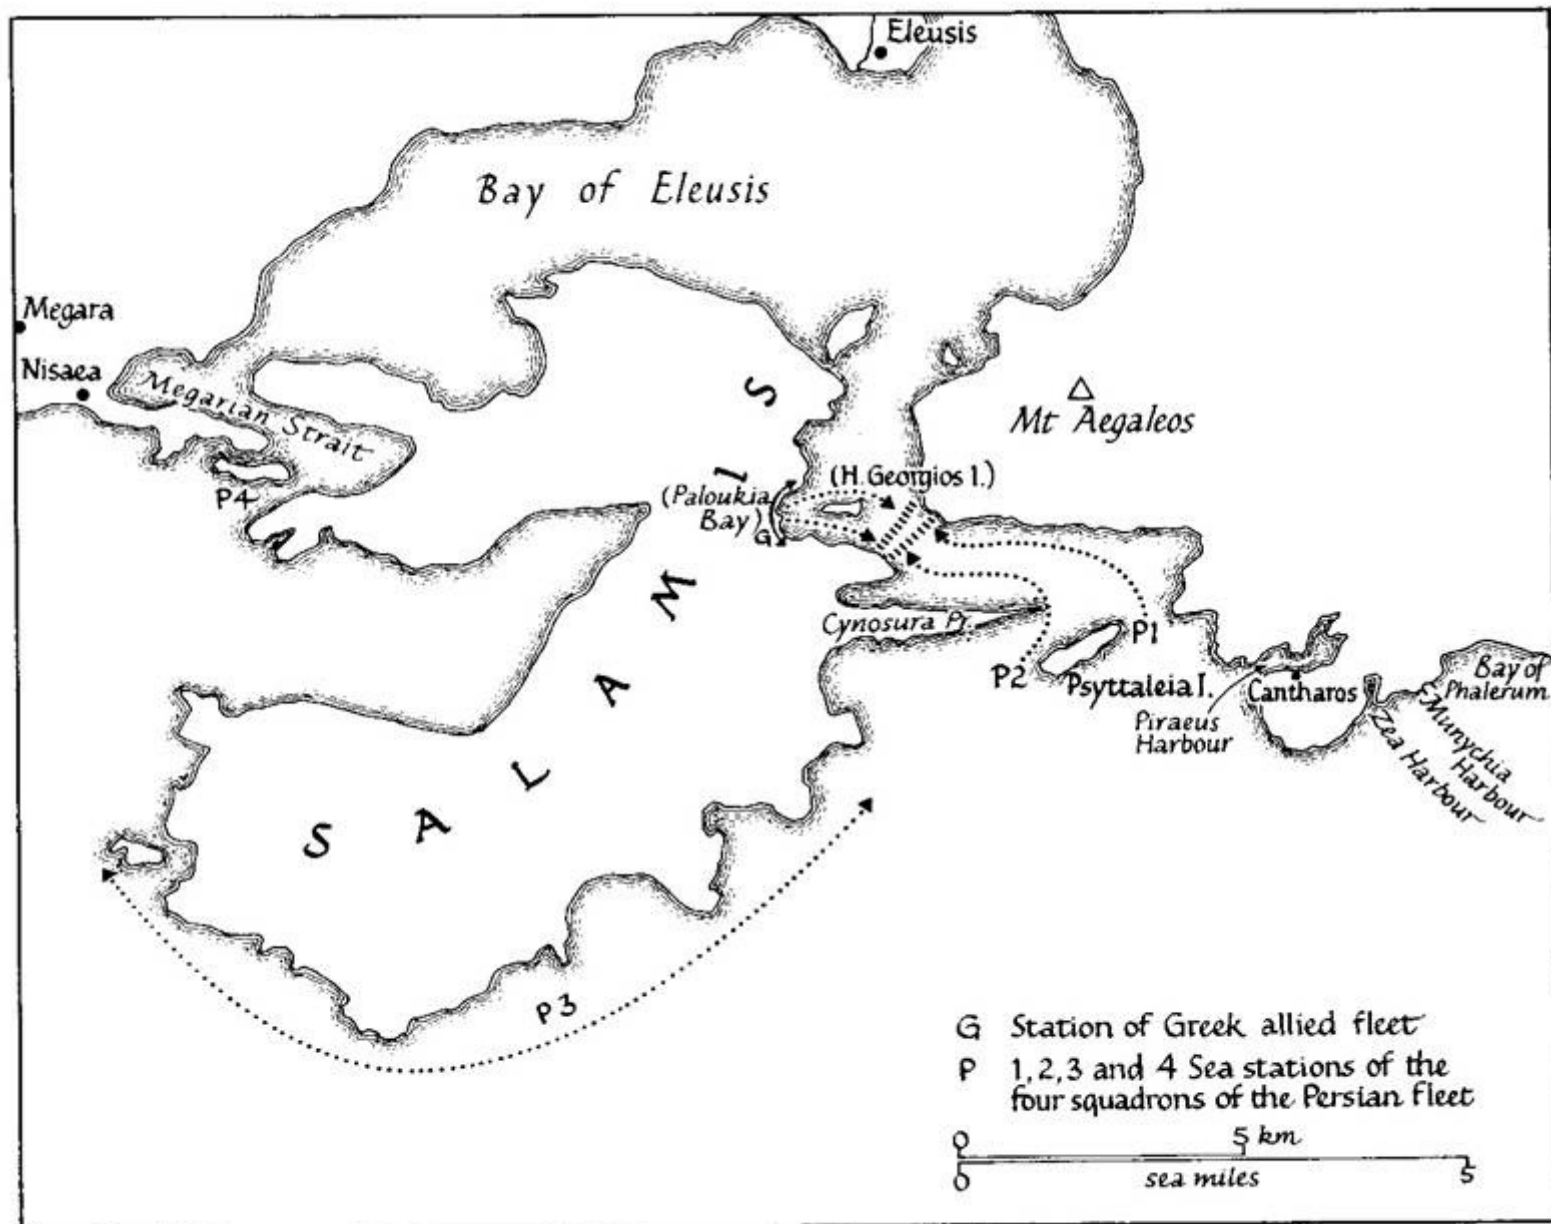 Eleusis
Bay of Eleusis
Megara
Nisaea
Megarian Strait
Mt Aegaleos
(H. Georgios I.)
(Paloukia
Bay)
G
P4
SALAMIS
Cynosura Pr.
P1
P2
Psyttaleia I.
Piraeus
Harbour
Cantharos
Bay of
Phalerum
Munychia
Harbour
Zea Harbour
P3
G Station of Greek allied fleet
P 1, 2, 3 and 4 Sea stations of the
four squadrons of the Persian fleet
0 5 km
0 sea miles 5